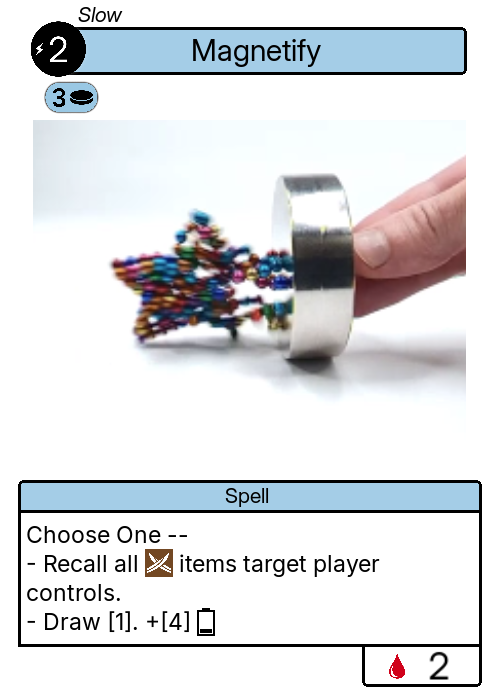 Slow
2
Magnetify
3
Spell
Choose One --
- Recall all items target player
controls.
- Draw [1]. +[4]
2